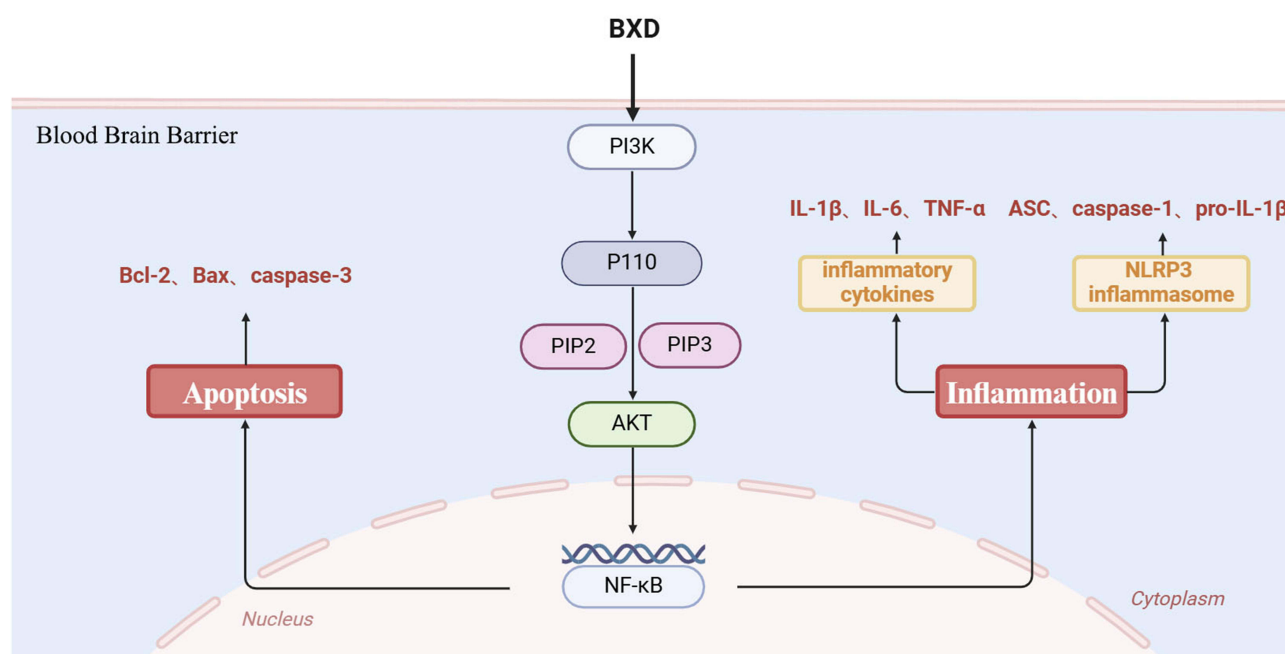 BXD
Blood Brain Barrier
PI3K
IL-1β、IL-6、TNF-α
ASC、caspase-1、pro-IL-1β
P110
Bcl-2、Bax、caspase-3
inflammatory
cytokines
NLRP3
inflammasome
PIP2
PIP3
Apoptosis
Inflammation
AKT
NF-κB
Nucleus
Cytoplasm